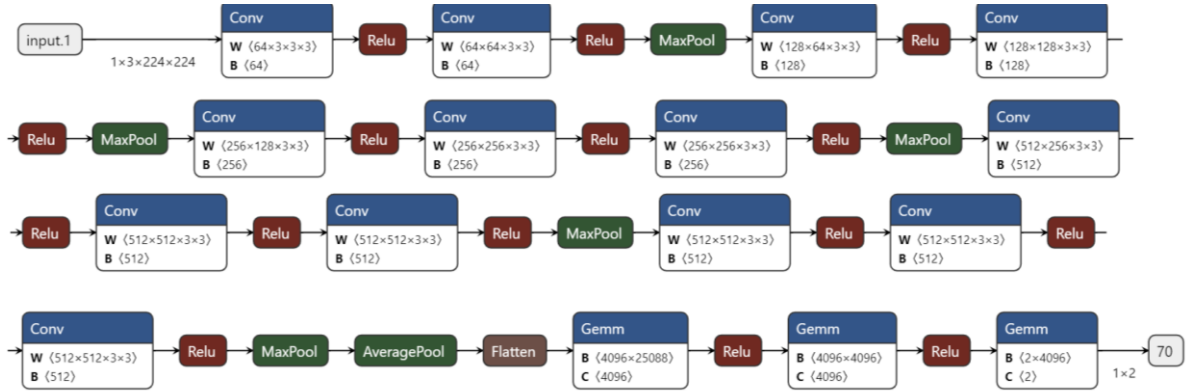 input.1
1×3×224×224
Conv
W ⟨64×3×3×3⟩
B ⟨64⟩
Relu
Conv
W ⟨64×64×3×3⟩
B ⟨64⟩
Relu
MaxPool
Conv
W ⟨128×64×3×3⟩
B ⟨128⟩
Relu
Conv
W ⟨128×128×3×3⟩
B ⟨128⟩
Relu
MaxPool
Conv
W ⟨256×128×3×3⟩
B ⟨256⟩
Relu
Conv
W ⟨256×256×3×3⟩
B ⟨256⟩
Relu
Conv
W ⟨256×256×3×3⟩
B ⟨256⟩
Relu
MaxPool
Conv
W ⟨512×256×3×3⟩
B ⟨512⟩
Relu
Conv
W ⟨512×512×3×3⟩
B ⟨512⟩
Relu
Conv
W ⟨512×512×3×3⟩
B ⟨512⟩
Relu
MaxPool
Conv
W ⟨512×512×3×3⟩
B ⟨512⟩
Relu
Conv
W ⟨512×512×3×3⟩
B ⟨512⟩
Relu
Conv
W ⟨512×512×3×3⟩
B ⟨512⟩
Relu
MaxPool
AveragePool
Flatten
Gemm
B ⟨4096×25088⟩
C ⟨4096⟩
Relu
Gemm
B ⟨4096×4096⟩
C ⟨4096⟩
Relu
Gemm
B ⟨2×4096⟩
C ⟨2⟩
1×2
70